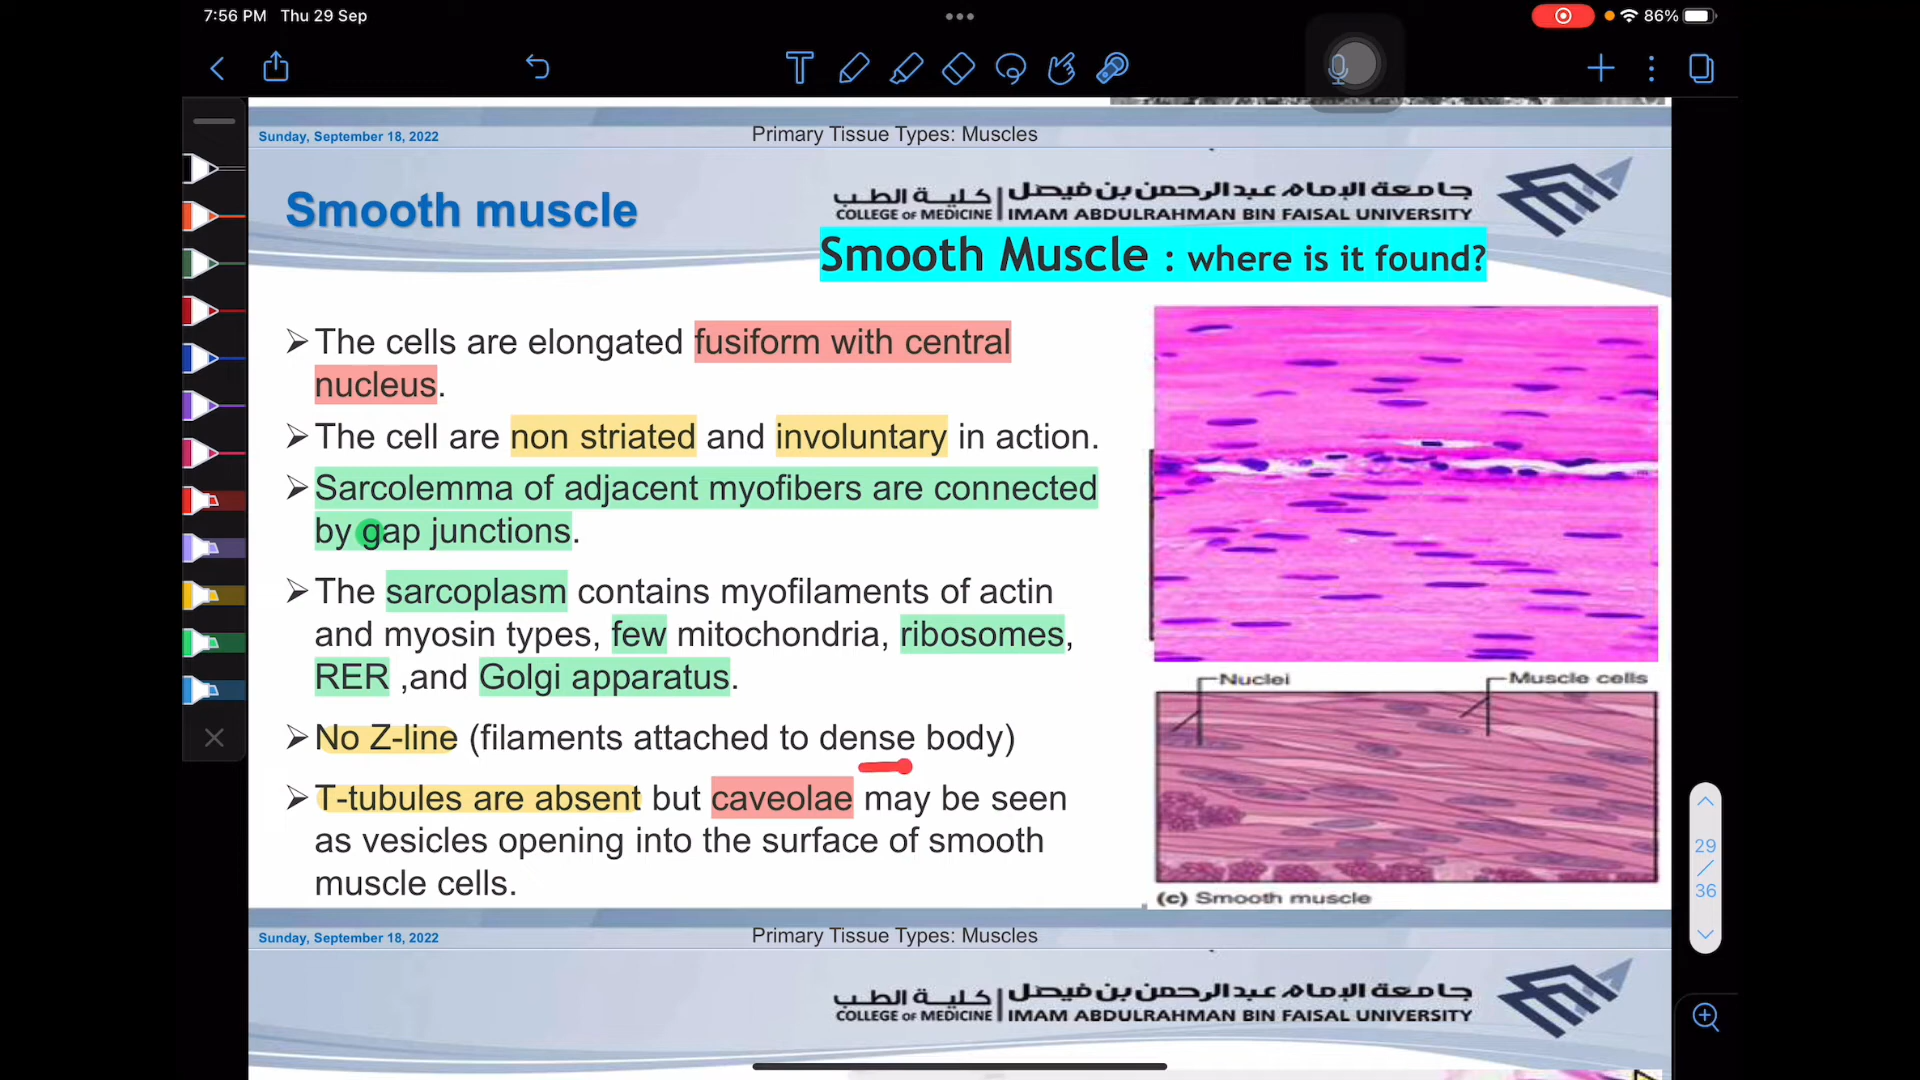 7:56 PM Thu 29 Sep
86%
Sunday, September 18, 2022
Primary Tissue Types: Muscles
Smooth muscle
كلية الطب | جامعة الإمام عبدالرحمن بن فيصل
COLLEGE OF MEDICINE | IMAM ABDULRAHMAN BIN FAISAL UNIVERSITY
Smooth Muscle : where is it found?
➢ The cells are elongated fusiform with central
nucleus.
➢ The cell are non striated and involuntary in action.
➢ Sarcolemma of adjacent myofibers are connected
by gap junctions.
➢ The sarcoplasm contains myofilaments of actin
and myosin types, few mitochondria, ribosomes,
RER ,and Golgi apparatus.
➢ No Z-line (filaments attached to dense body)
➢ T-tubules are absent but caveolae may be seen
as vesicles opening into the surface of smooth
muscle cells.
Nuclei
Muscle cells
(c) Smooth muscle
29
/
36
Sunday, September 18, 2022
Primary Tissue Types: Muscles
كلية الطب | جامعة الإمام عبدالرحمن بن فيصل
COLLEGE OF MEDICINE | IMAM ABDULRAHMAN BIN FAISAL UNIVERSITY